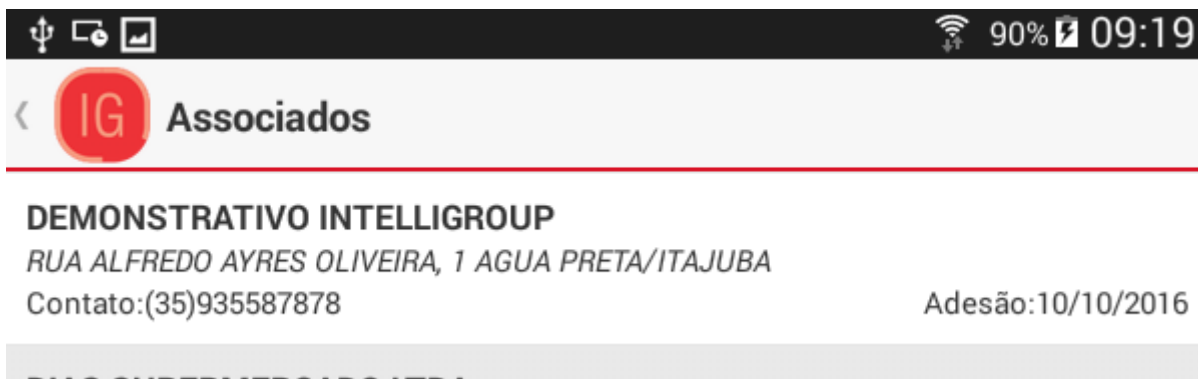 90% 09:19
IG Associados
DEMONSTRATIVO INTELLIGROUP
RUA ALFREDO AYRES OLIVEIRA, 1 AGUA PRETA/ITAJUBA
Contato:(35)935587878 Adesão:10/10/2016